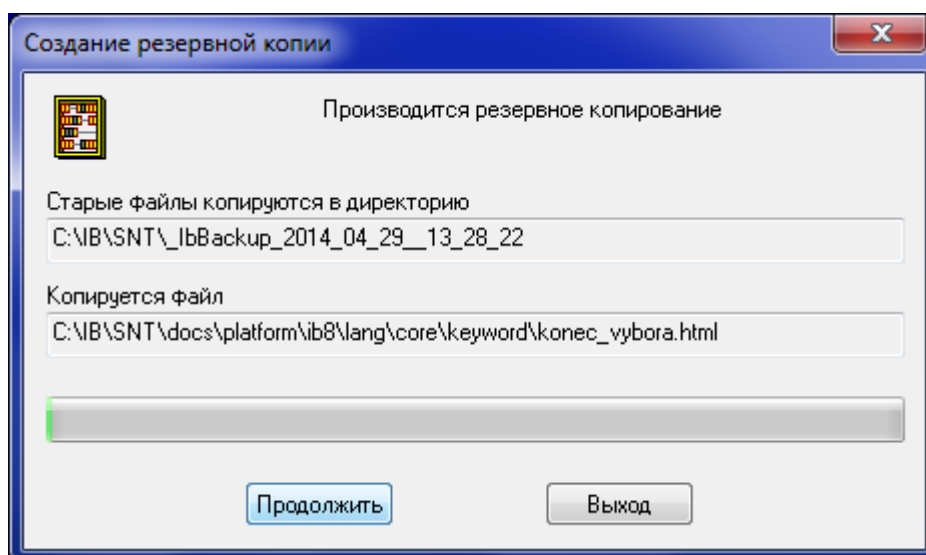 Создание резервной копии
Производится резервное копирование
Старые файлы копируются в директорию
C:\IB\SNT\_IbBackup_2014_04_29__13_28_22
Копируется файл
C:\IB\SNT\docs\platform\ib8\lang\core\keyword\konec_vybora.html
Продолжить Выход